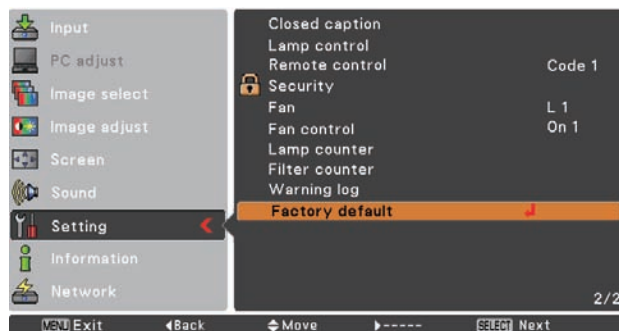 Input
PC adjust
Image select
Image adjust
Screen
Sound
Setting
Information
Network
Closed caption
Lamp control
Remote control Code 1
Security
Fan L 1
Fan control On 1
Lamp counter
Filter counter
Warning log
Factory default
2/2
MENU Exit ◀Back ◆Move ▶----- SELECT Next